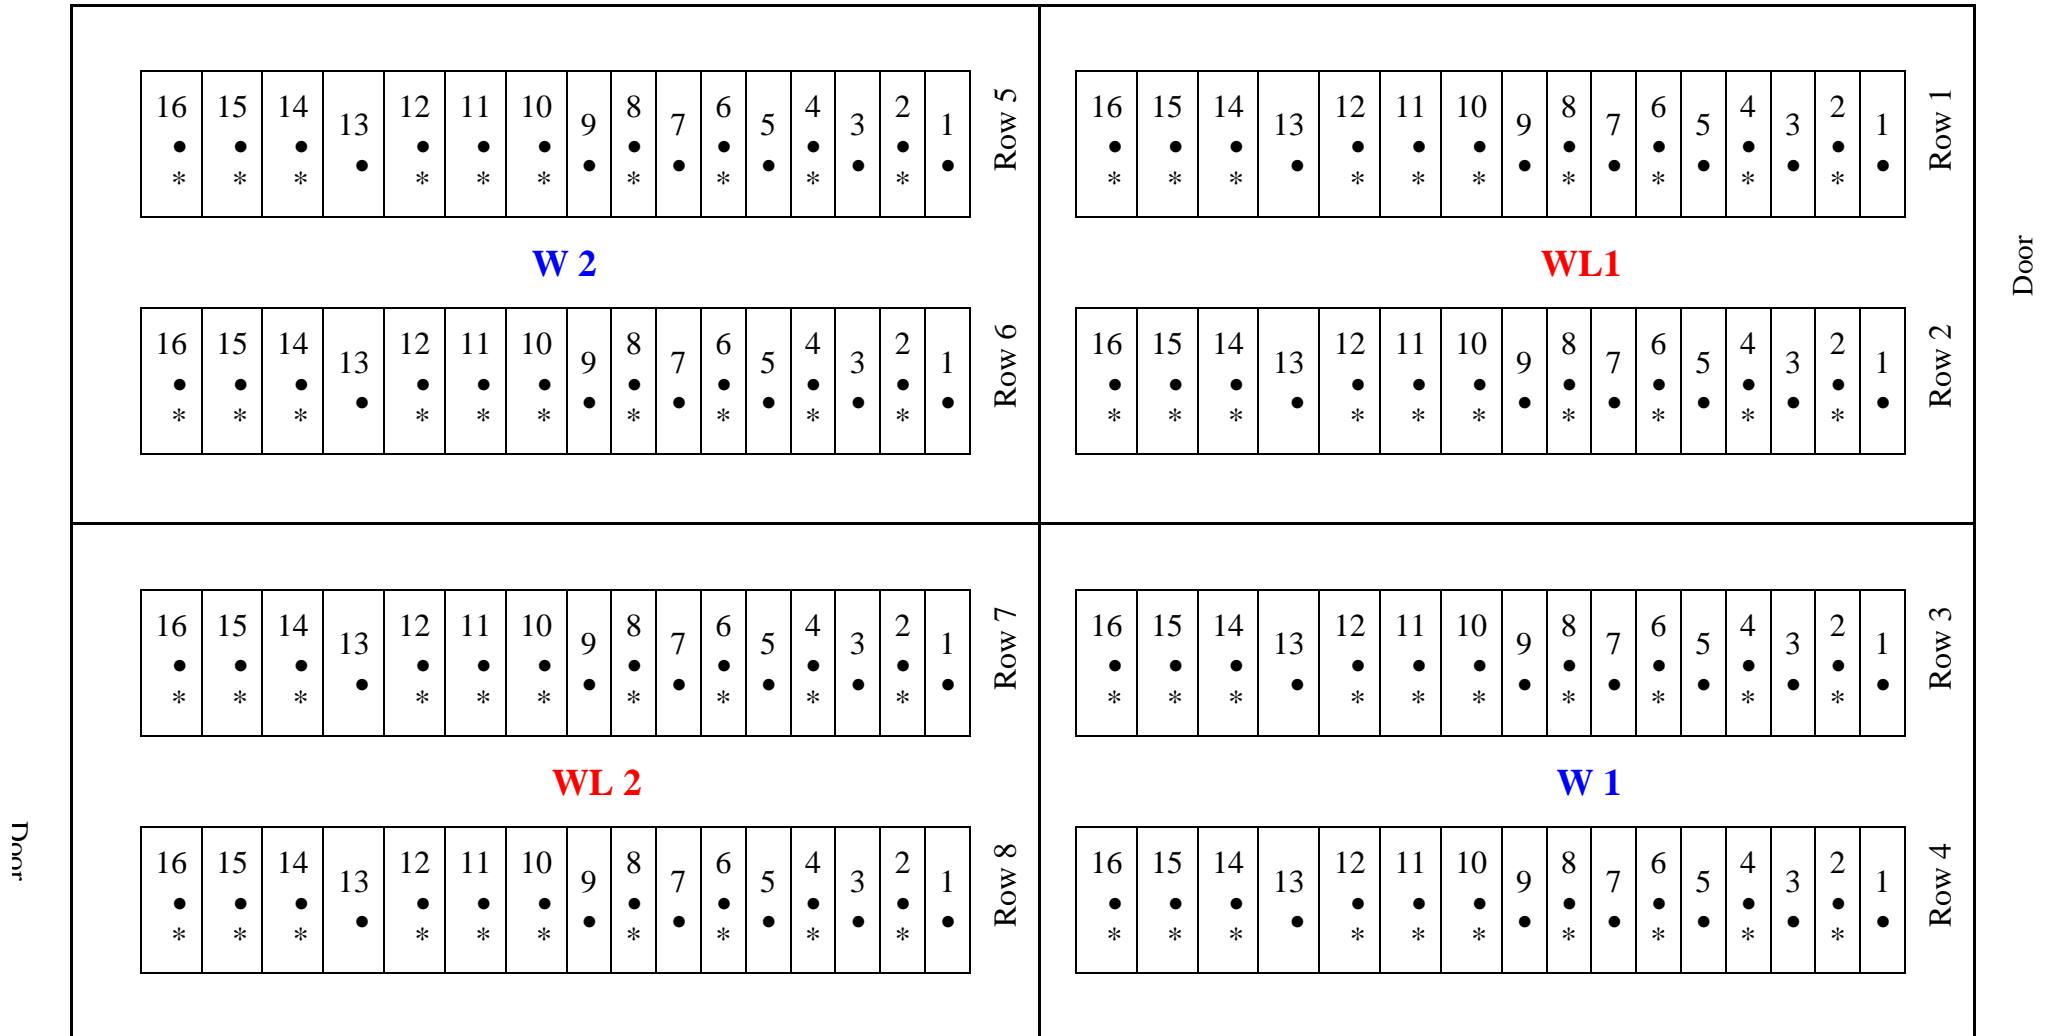 16 15 14 13 12 11 10 9 8 7 6 5 4 3 2 1 Row 5
• • • • • • • • • • • • • • • •
* * * * * * * * * * *
W 2
16 15 14 13 12 11 10 9 8 7 6 5 4 3 2 1 Row 6
• • • • • • • • • • • • • • • •
* * * * * * * * * * *
16 15 14 13 12 11 10 9 8 7 6 5 4 3 2 1 Row 1
• • • • • • • • • • • • • • • •
* * * * * * * * * * *
WL1
16 15 14 13 12 11 10 9 8 7 6 5 4 3 2 1 Row 2
• • • • • • • • • • • • • • • •
* * * * * * * * * * *
Door
16 15 14 13 12 11 10 9 8 7 6 5 4 3 2 1 Row 7
• • • • • • • • • • • • • • • •
* * * * * * * * * * *
WL 2
16 15 14 13 12 11 10 9 8 7 6 5 4 3 2 1 Row 8
• • • • • • • • • • • • • • • •
* * * * * * * * * * *
Door
16 15 14 13 12 11 10 9 8 7 6 5 4 3 2 1 Row 3
• • • • • • • • • • • • • • • •
* * * * * * * * * * *
W 1
16 15 14 13 12 11 10 9 8 7 6 5 4 3 2 1 Row 4
• • • • • • • • • • • • • • • •
* * * * * * * * * * *